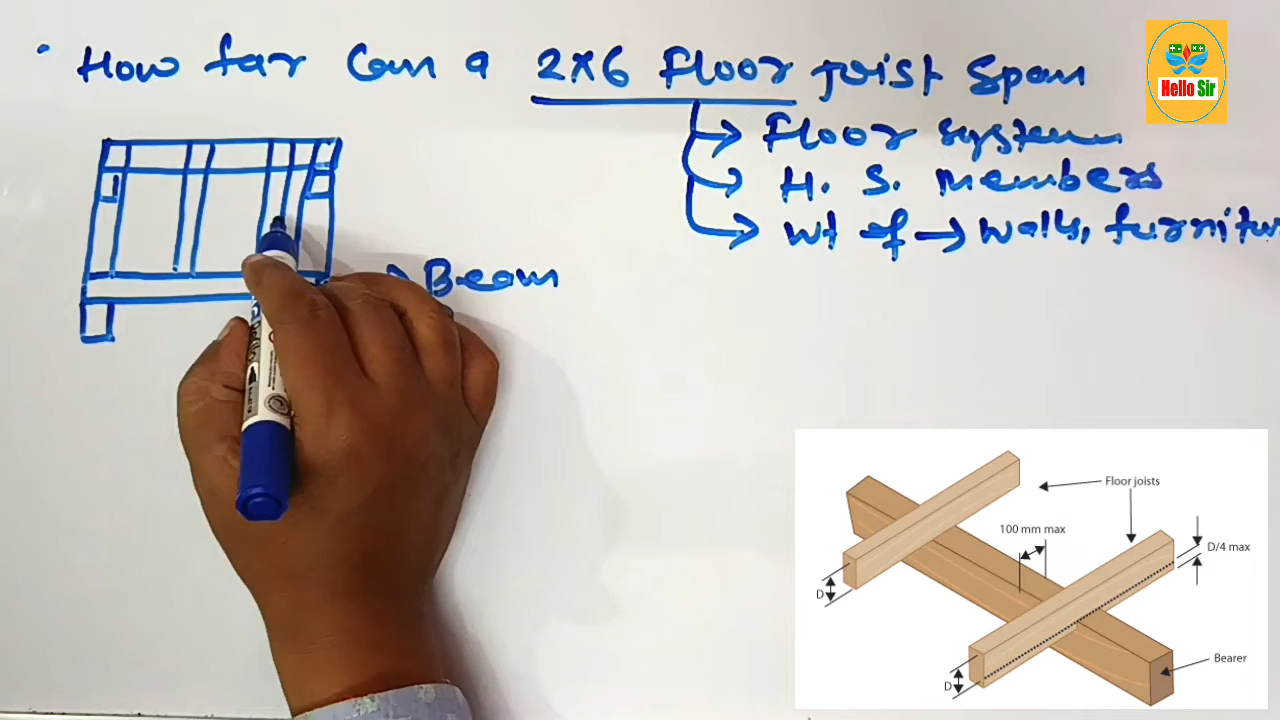 How far Can a 2x6 Floor joist Span
Hello Sir
→ Floor system
→ H. S. members
→ Wt of → Walls, furnitur
→ Beam
Floor joists
100 mm max
D/4 max
D
D
Bearer